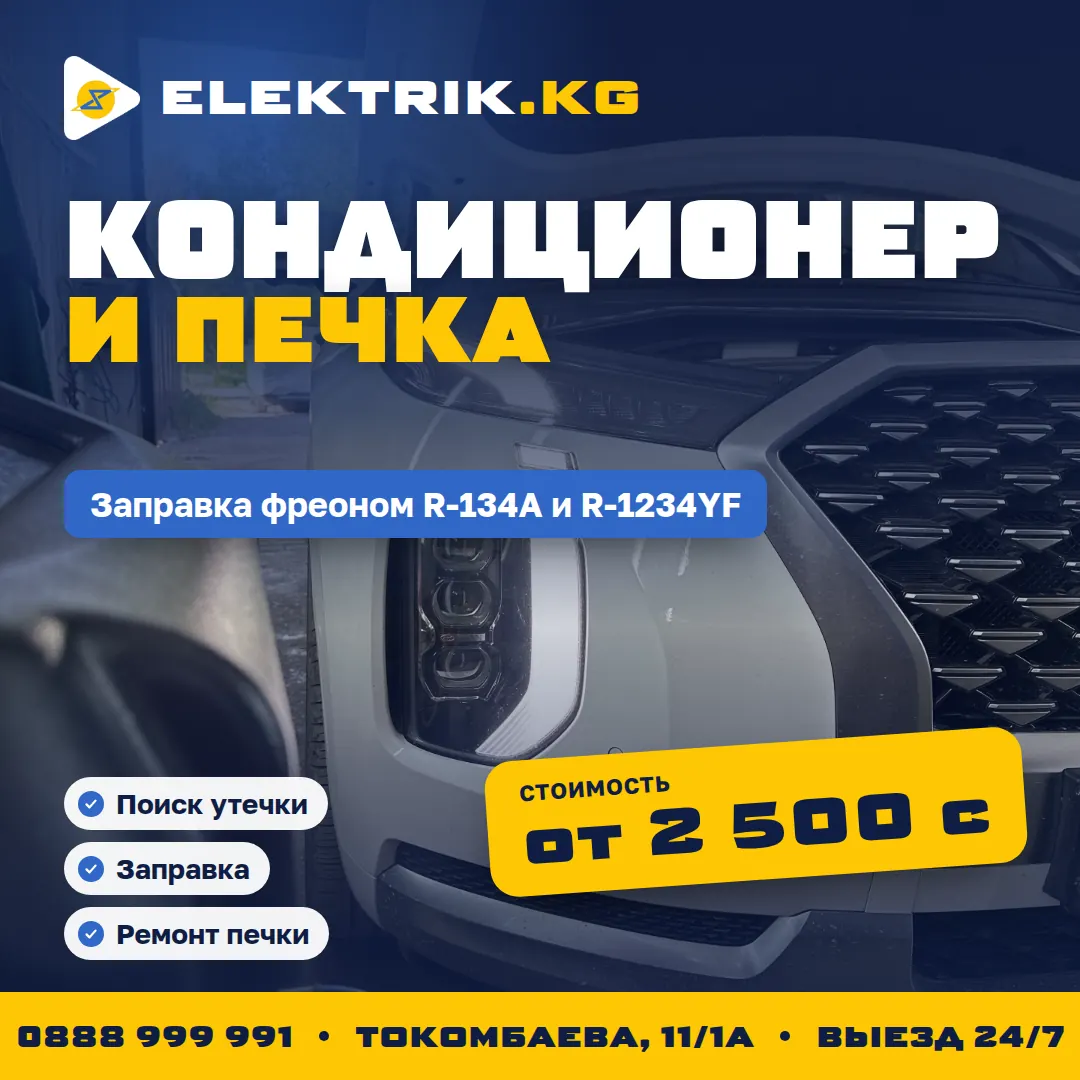 ELEKTRIK.KG
КОНДИЦИОНЕР
И ПЕЧКА
Заправка фреоном R-134A и R-1234YF
Поиск утечки
Заправка
Ремонт печки
СТОИМОСТЬ
от 2 500 с
0888 999 991 • ТОКОМБАЕВА, 11/1А • ВЫЕЗД 24/7